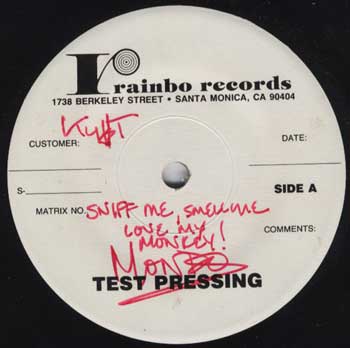 r
rainbo records
1738 BERKELEY STREET • SANTA MONICA, CA 90404
CUSTOMER:
DATE:
S-
SIDE A
MATRIX NO.
SNIFF ME, SMELL ME
LOVE MY
MONKEY!
COMMENTS:
TEST PRESSING